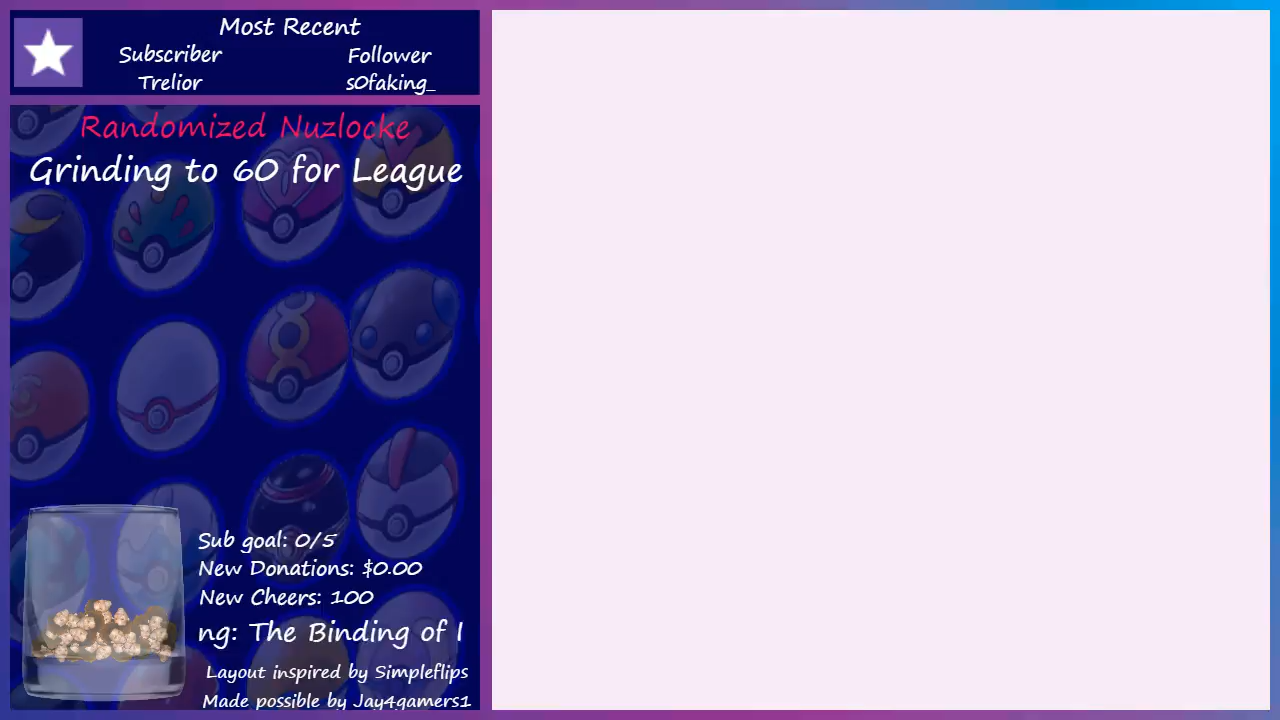 Most Recent
Subscriber
Follower
Trelior
s0faking_
Randomized Nuzlocke
Grinding to 60 for League
Sub goal: 0/5
New Donations: $0.00
New Cheers: 100
ng: The Binding of I
Layout inspired by Simpleflips
Made possible by Jay4gamers1